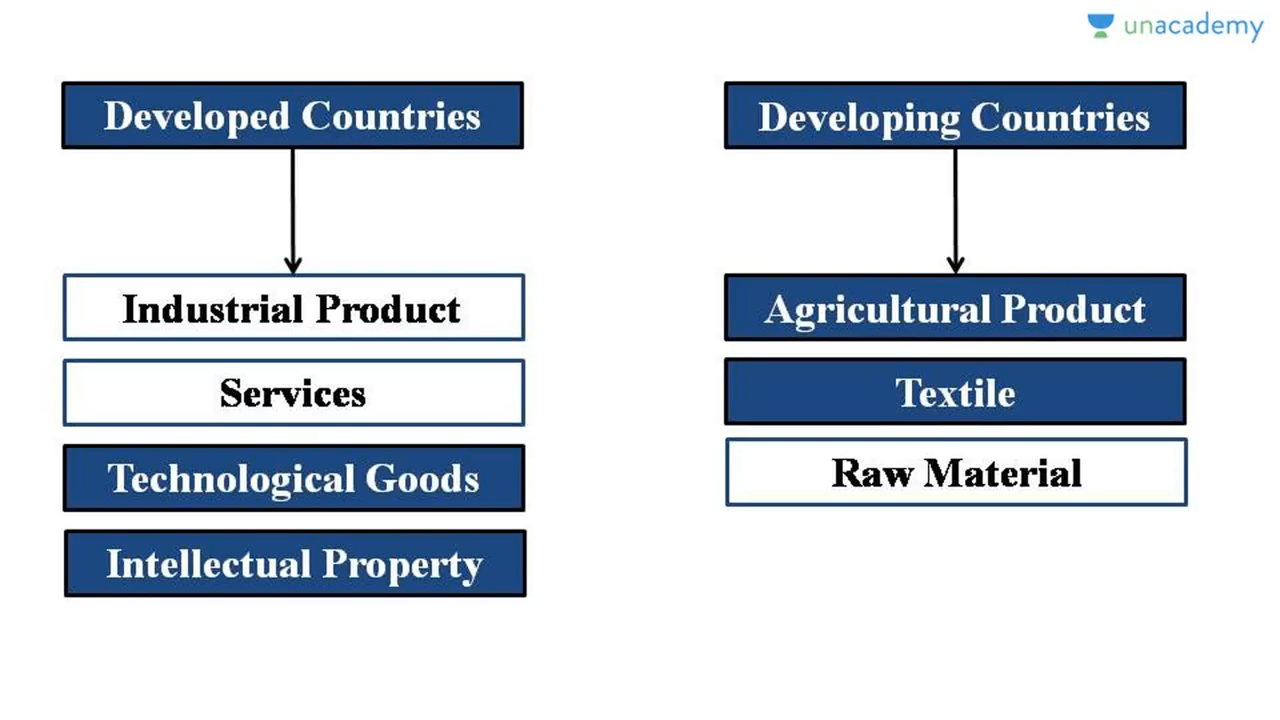 unacademy
Developed Countries
Industrial Product
Services
Technological Goods
Intellectual Property
Developing Countries
Agricultural Product
Textile
Raw Material